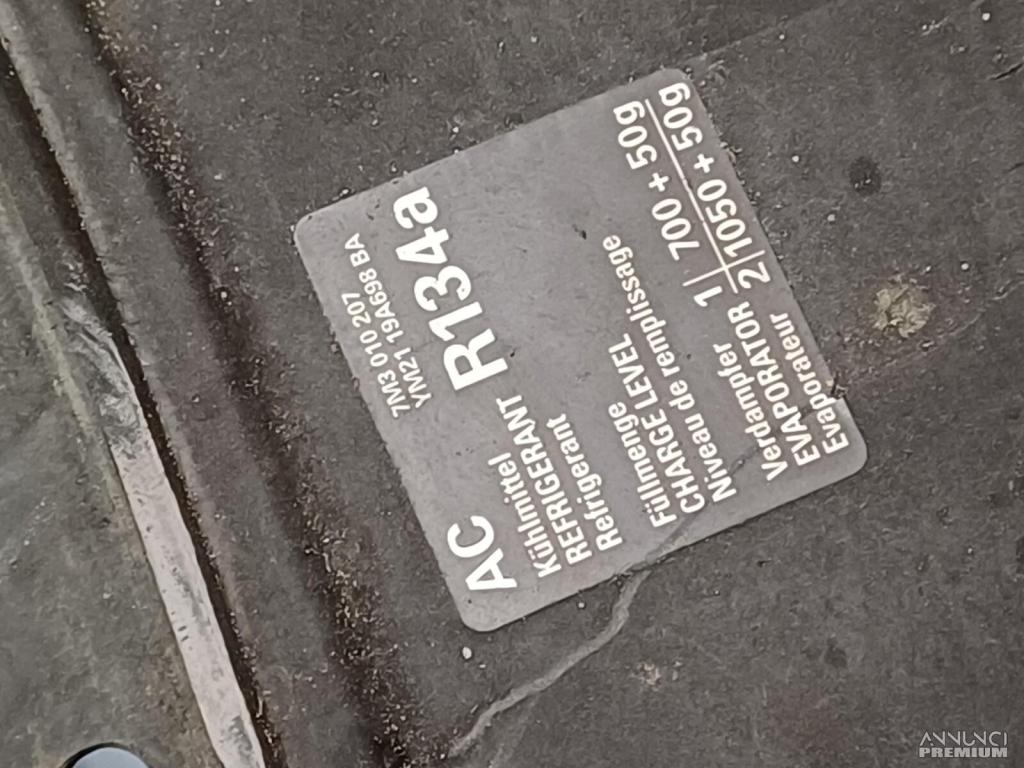 7M3 010 207
YM21 19A698 BA
AC R134a
Kühlmittel
REFRIGERANT
Refrigerant
Füllmenge
CHARGE LEVEL
Niveau de remplissage
Verdampfer 1 700 + 50g
EVAPORATOR
Evaporateur 2 1050 + 50g
ANNUNCI
PREMIUM